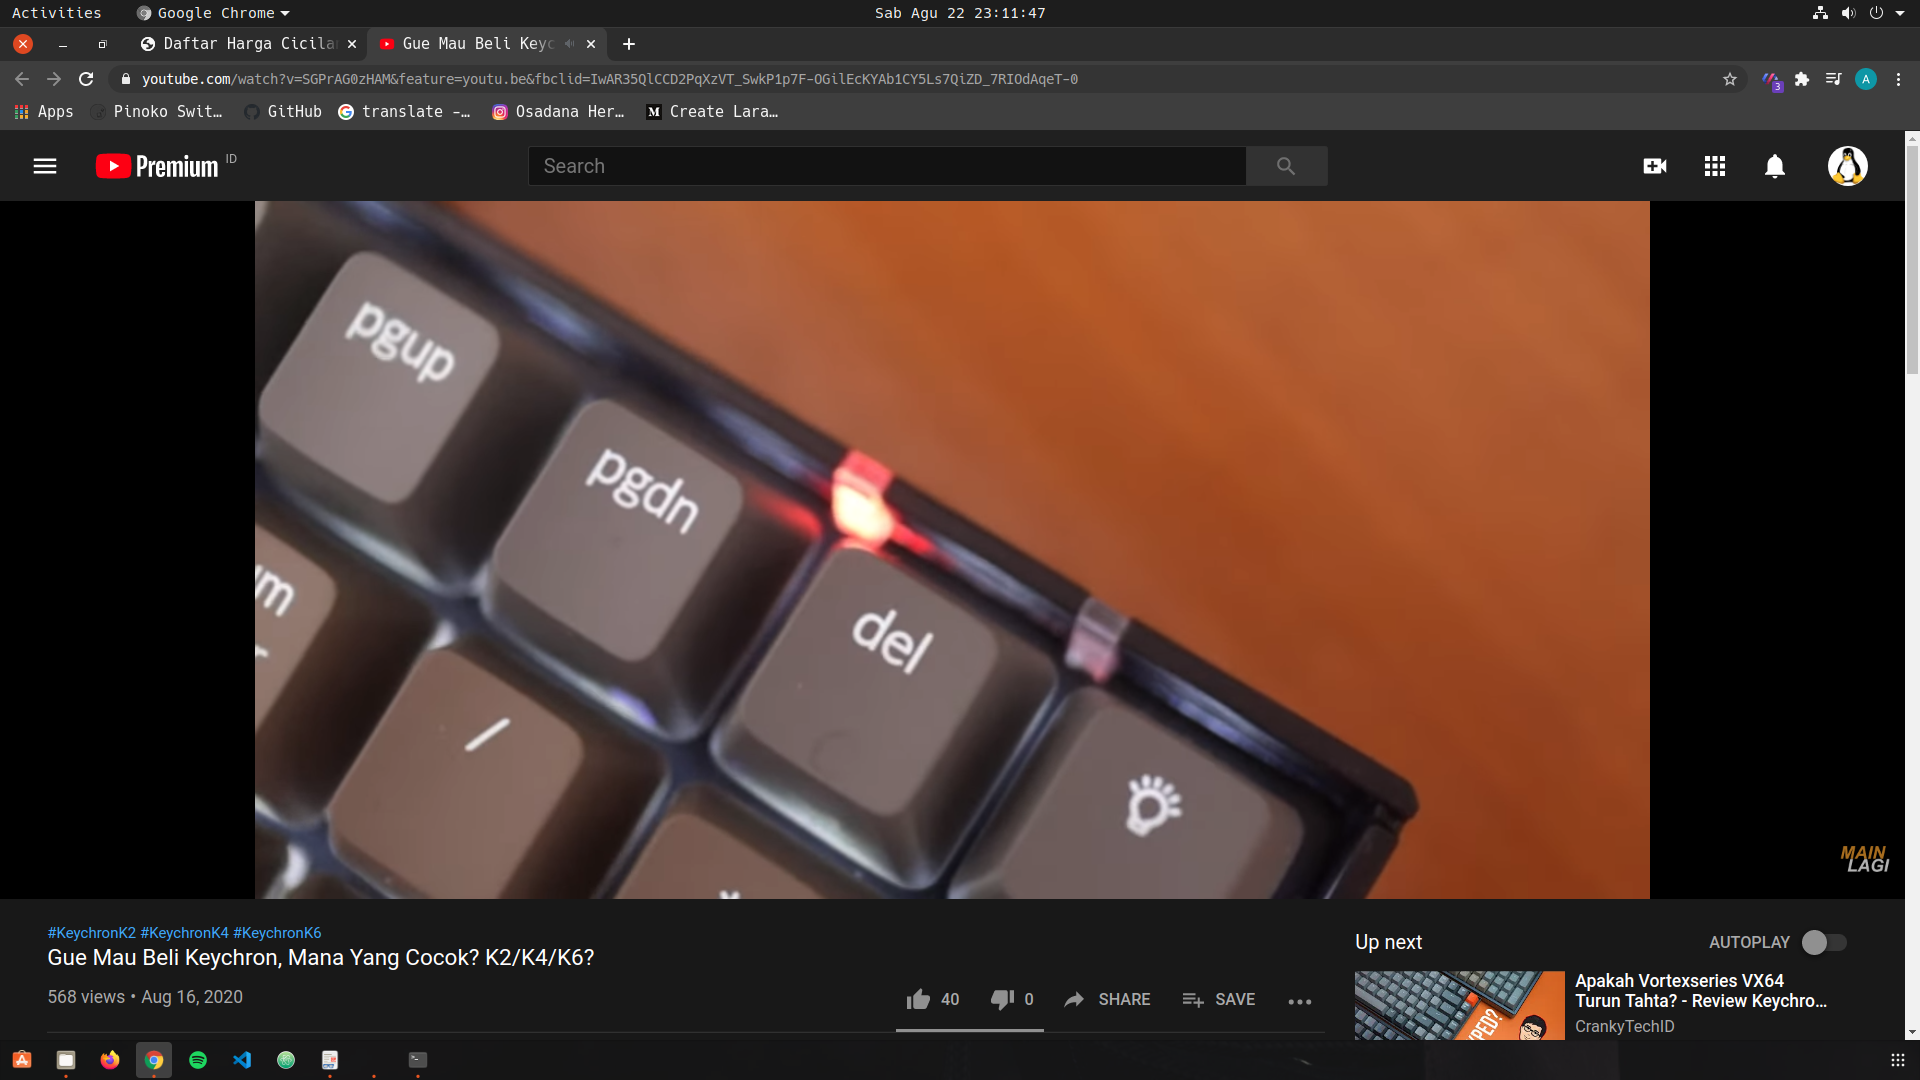 Activities
Google Chrome
Sab Agu 22 23:11:47
Daftar Harga Cicila
Gue Mau Beli Keyc
youtube.com/watch?v=SGPrAG0zHAM&feature=youtu.be&fbclid=IwAR35QlCCD2PqXzVT_SwkP1p7F-OGilEcKYAb1CY5Ls7QiZD_7RIOdAqeT-0
3
A
Apps
Pinoko Swit…
GitHub
translate -…
Osadana Her…
M
Create Lara…
Premium ID
Search
pgup
pgdn
del
/
MAIN
LAGI
#KeychronK2 #KeychronK4 #KeychronK6
Gue Mau Beli Keychron, Mana Yang Cocok? K2/K4/K6?
568 views • Aug 16, 2020
40
0
SHARE
SAVE
Up next
AUTOPLAY
Apakah Vortexseries VX64
Turun Tahta? - Review Keychro...
CrankyTechID